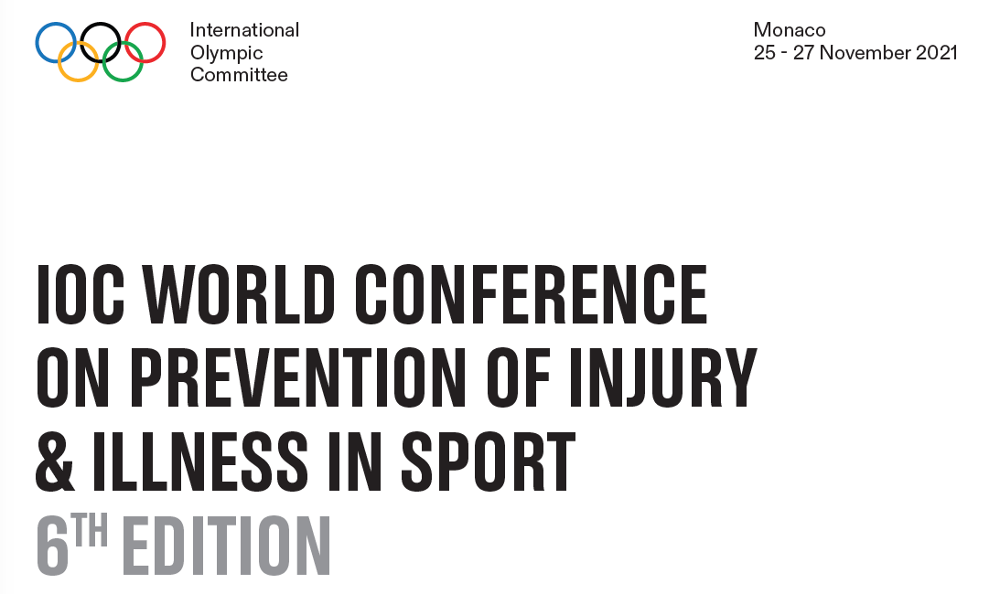 International
Olympic
Committee
Monaco
25 - 27 November 2021
IOC WORLD CONFERENCE
ON PREVENTION OF INJURY
& ILLNESS IN SPORT
6TH EDITION